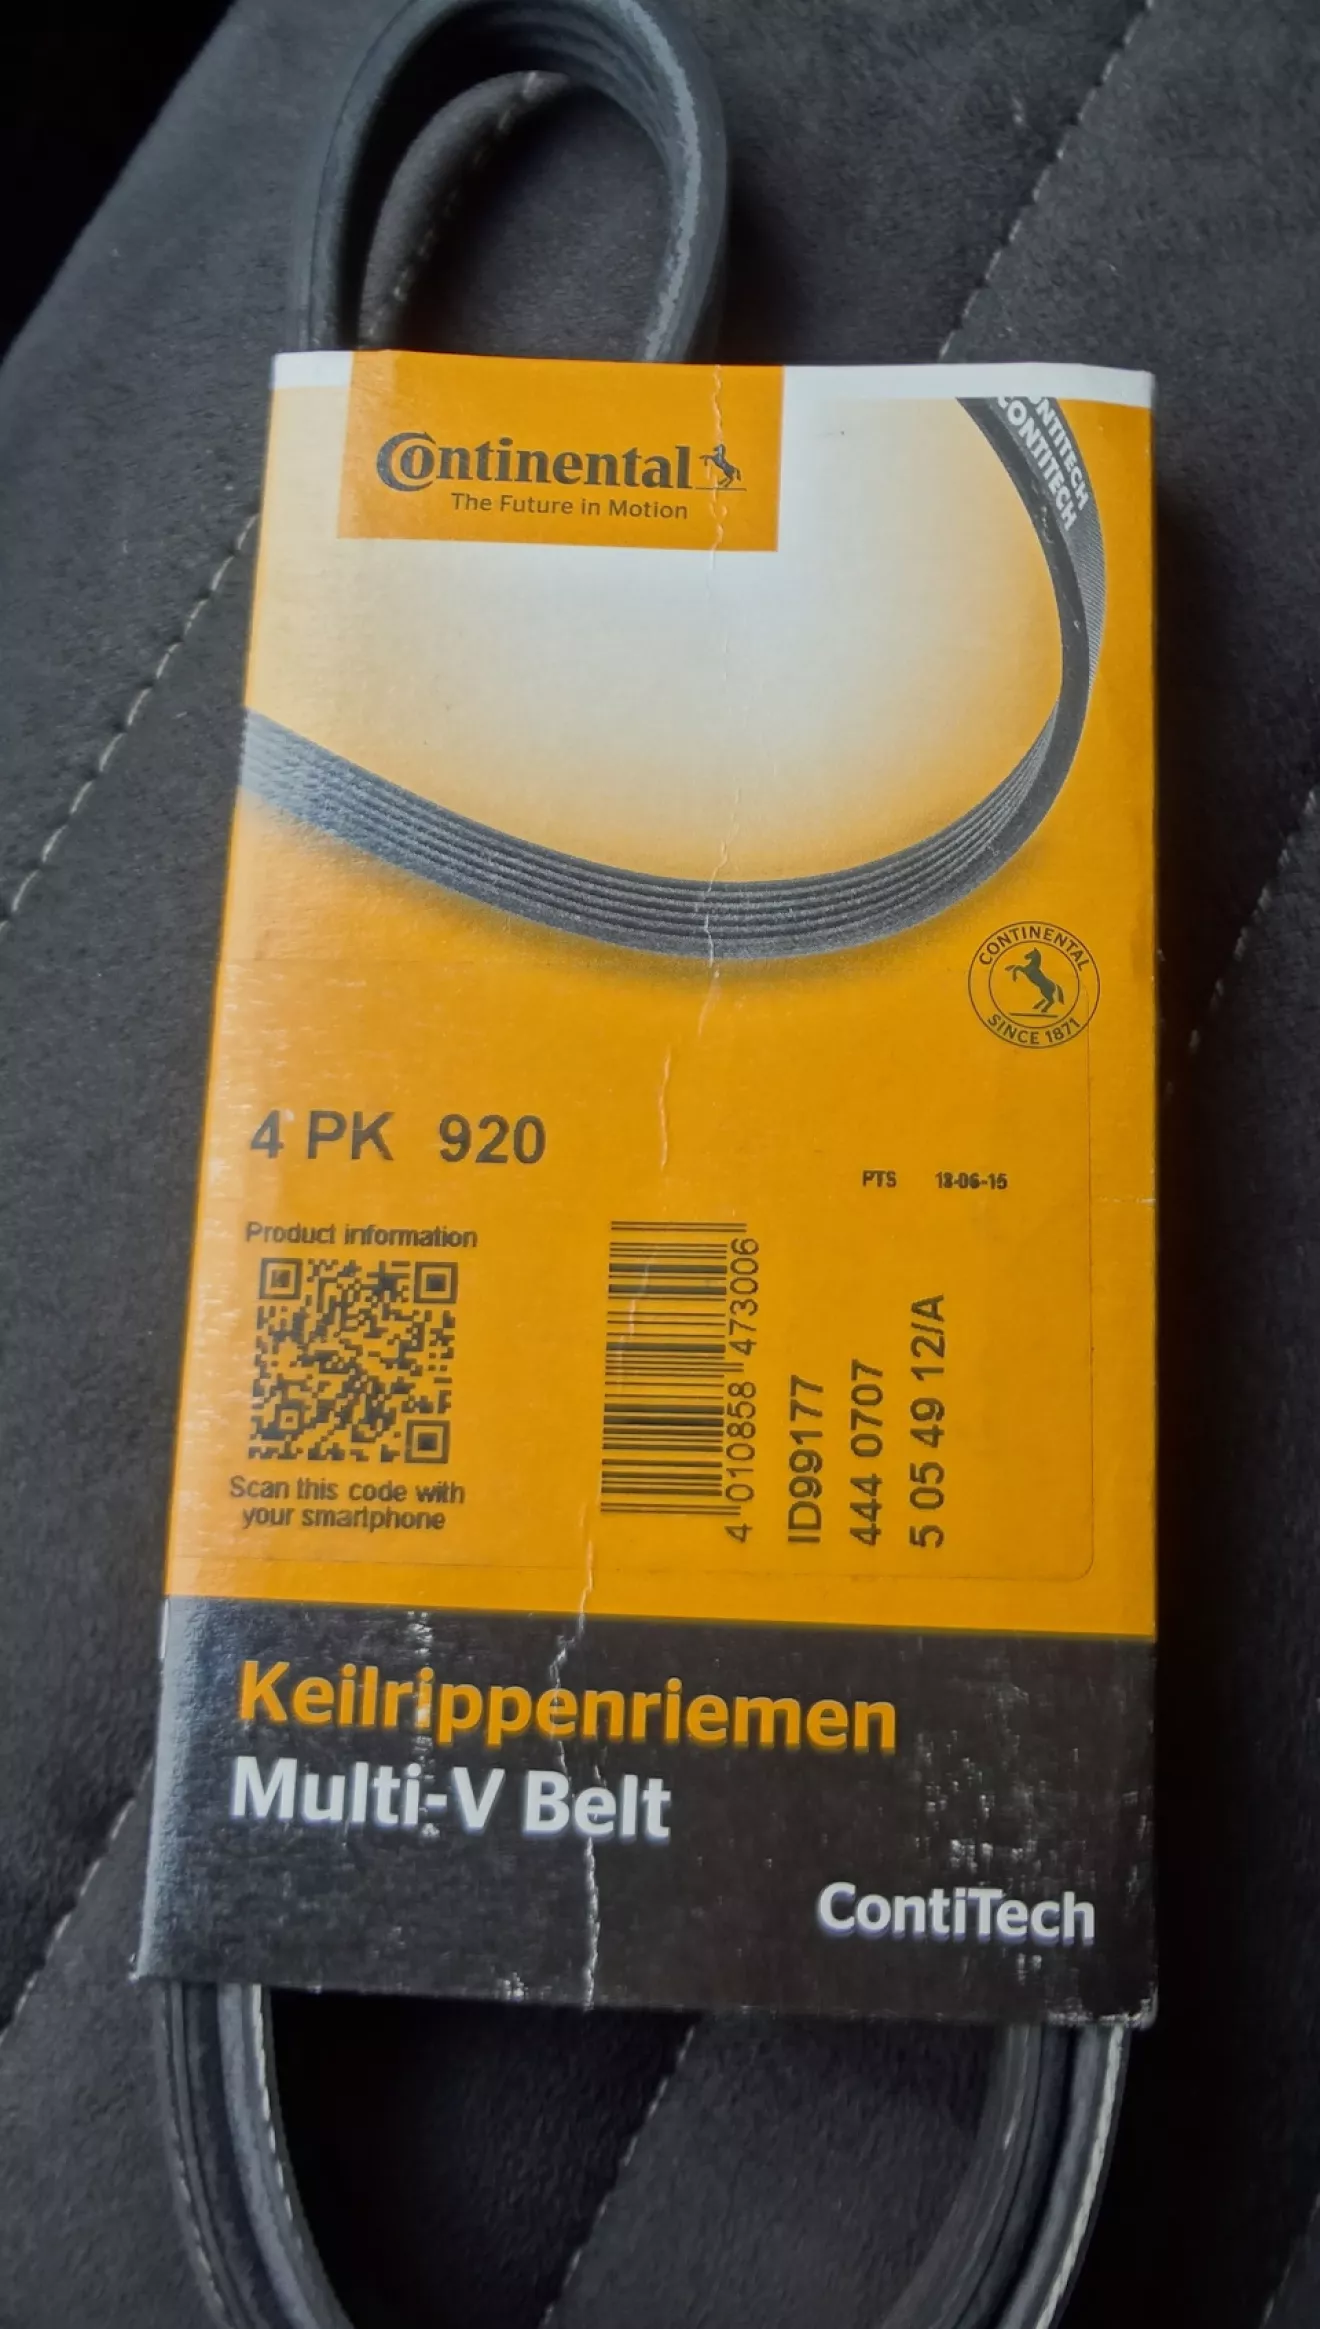 Continental
The Future in Motion
CONTITECH
CONTITECH
CONTINENTAL
SINCE 1871
4 PK 920
PTS 18-06-15
Product information
Scan this code with
your smartphone
4 010858 473006
ID99177
444 0707
5 05 49 12/A
Keilrippenriemen
Multi-V Belt
ContiTech